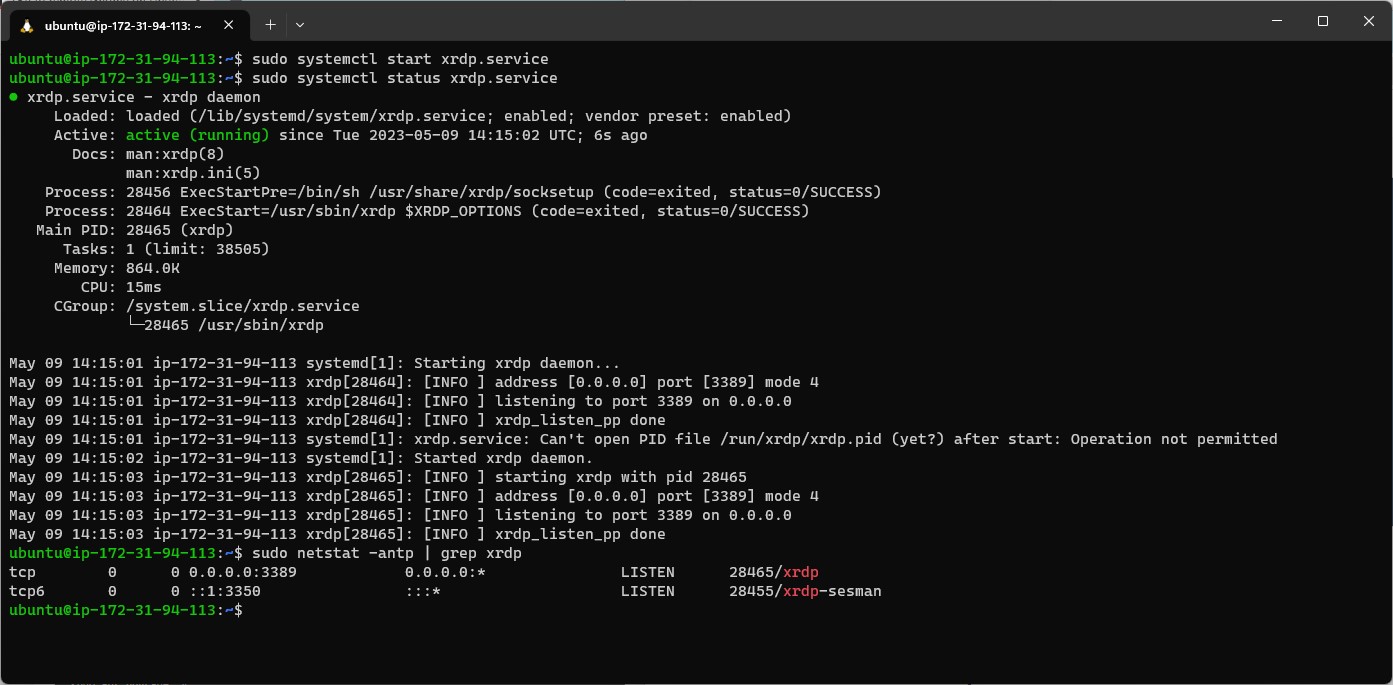 ubuntu@ip-172-31-94-113: ~
ubuntu@ip-172-31-94-113:~$ sudo systemctl start xrdp.service
ubuntu@ip-172-31-94-113:~$ sudo systemctl status xrdp.service
● xrdp.service - xrdp daemon
     Loaded: loaded (/lib/systemd/system/xrdp.service; enabled; vendor preset: enabled)
     Active: active (running) since Tue 2023-05-09 14:15:02 UTC; 6s ago
       Docs: man:xrdp(8)
             man:xrdp.ini(5)
    Process: 28456 ExecStartPre=/bin/sh /usr/share/xrdp/socksetup (code=exited, status=0/SUCCESS)
    Process: 28464 ExecStart=/usr/sbin/xrdp $XRDP_OPTIONS (code=exited, status=0/SUCCESS)
   Main PID: 28465 (xrdp)
      Tasks: 1 (limit: 38505)
     Memory: 864.0K
        CPU: 15ms
     CGroup: /system.slice/xrdp.service
             └─28465 /usr/sbin/xrdp
May 09 14:15:01 ip-172-31-94-113 systemd[1]: Starting xrdp daemon...
May 09 14:15:01 ip-172-31-94-113 xrdp[28464]: [INFO ] address [0.0.0.0] port [3389] mode 4
May 09 14:15:01 ip-172-31-94-113 xrdp[28464]: [INFO ] listening to port 3389 on 0.0.0.0
May 09 14:15:01 ip-172-31-94-113 xrdp[28464]: [INFO ] xrdp_listen_pp done
May 09 14:15:01 ip-172-31-94-113 systemd[1]: xrdp.service: Can't open PID file /run/xrdp/xrdp.pid (yet?) after start: Operation not permitted
May 09 14:15:02 ip-172-31-94-113 systemd[1]: Started xrdp daemon.
May 09 14:15:03 ip-172-31-94-113 xrdp[28465]: [INFO ] starting xrdp with pid 28465
May 09 14:15:03 ip-172-31-94-113 xrdp[28465]: [INFO ] address [0.0.0.0] port [3389] mode 4
May 09 14:15:03 ip-172-31-94-113 xrdp[28465]: [INFO ] listening to port 3389 on 0.0.0.0
May 09 14:15:03 ip-172-31-94-113 xrdp[28465]: [INFO ] xrdp_listen_pp done
ubuntu@ip-172-31-94-113:~$ sudo netstat -antp | grep xrdp
tcp        0      0 0.0.0.0:3389            0.0.0.0:*               LISTEN      28465/xrdp
tcp6       0      0 ::1:3350                :::*                    LISTEN      28455/xrdp-sesman
ubuntu@ip-172-31-94-113:~$